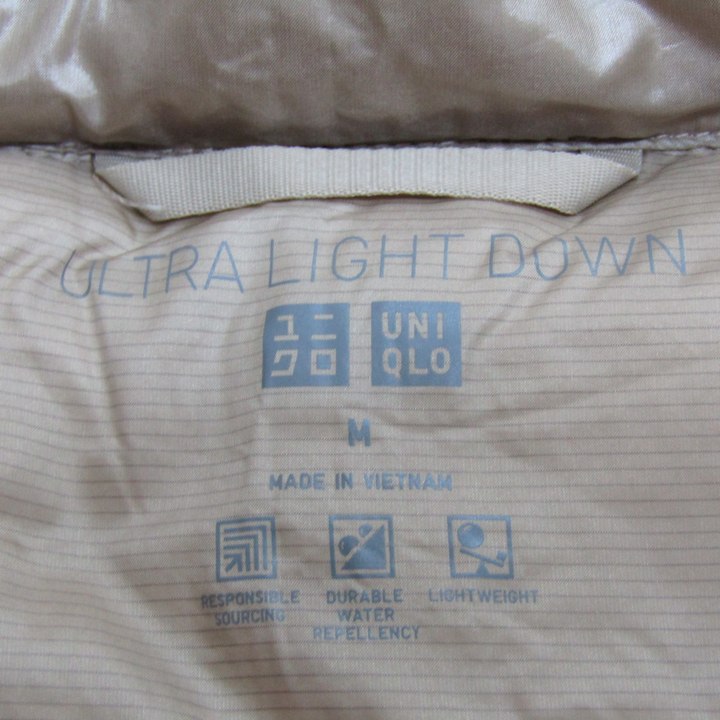 ULTRA LIGHT DOWN
ユニ
クロ
UNI
QLO
M
MADE IN VIETNAM
RESPONSIBLE
SOURCING
DURABLE
WATER
REPELLENCY
LIGHTWEIGHT